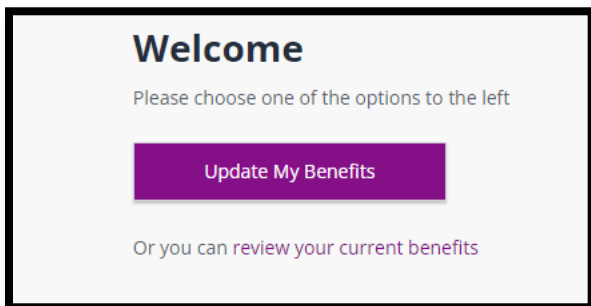 Welcome
Please choose one of the options to the left
Update My Benefits
Or you can review your current benefits